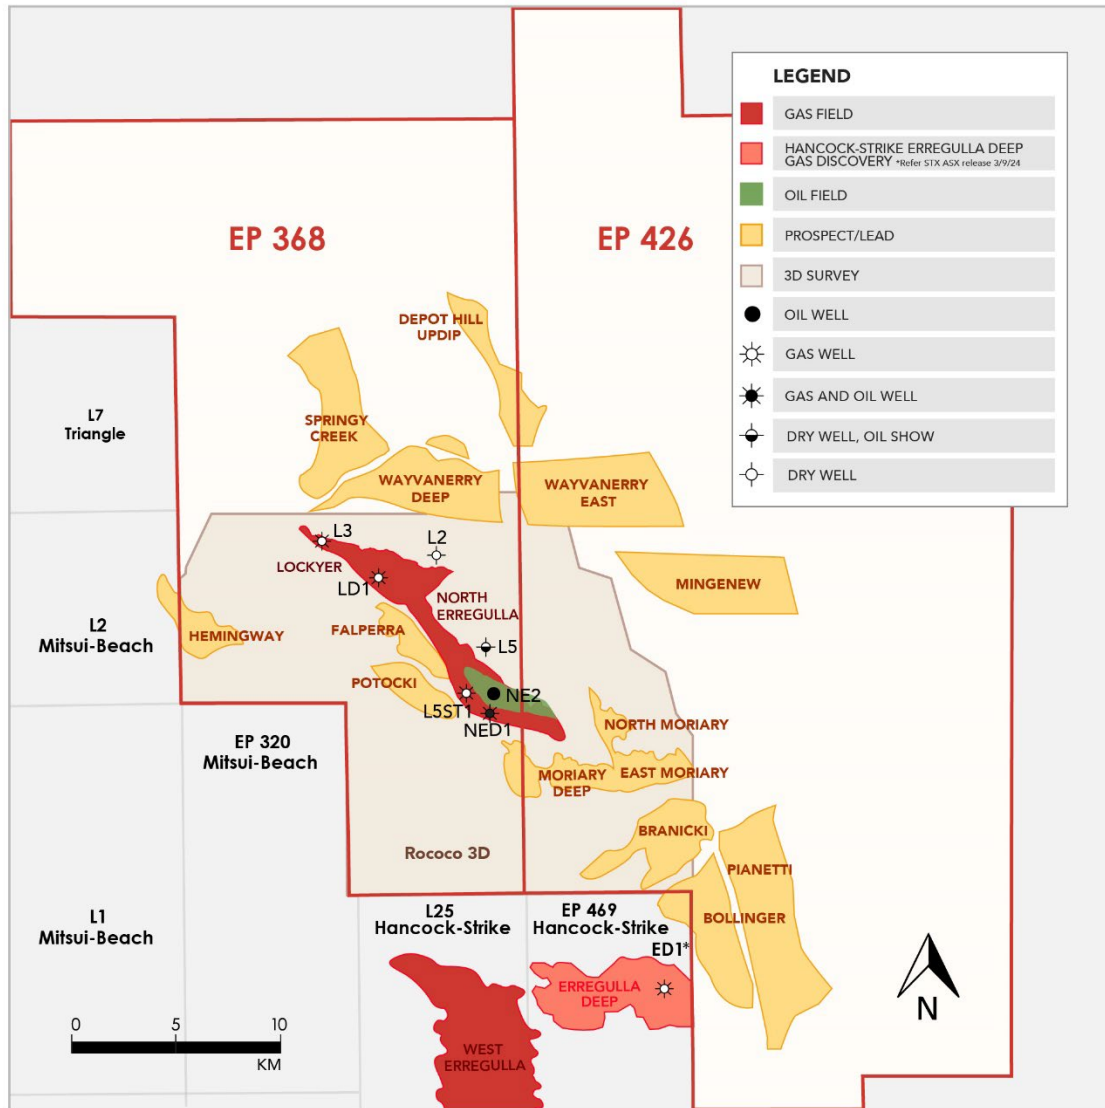 LEGEND
GAS FIELD
HANCOCK-STRIKE ERREGULLA DEEP
GAS DISCOVERY *Refer STX ASX release 3/9/24
OIL FIELD
PROSPECT/LEAD
3D SURVEY
OIL WELL
GAS WELL
GAS AND OIL WELL
DRY WELL, OIL SHOW
DRY WELL
EP 368
EP 426
DEPOT HILL
UPDIP
L7
Triangle
SPRINGY
CREEK
WAYVANERRY
DEEP
WAYVANERRY
EAST
L3
L2
LOCKYER
LD1
NORTH
ERREGULLA
MINGENEW
L2
Mitsui-Beach
HEMINGWAY
FALPERRA
L5
POTOCKI
NE2
L5ST1
NED1
NORTH MORIARY
EP 320
Mitsui-Beach
MORIARY
DEEP
EAST MORIARY
BRANICKI
Rococo 3D
PIANETTI
L1
Mitsui-Beach
L25
Hancock-Strike
EP 469
Hancock-Strike
BOLLINGER
ED1*
ERREGULLA
DEEP
N
0 5 10
KM
WEST
ERREGULLA